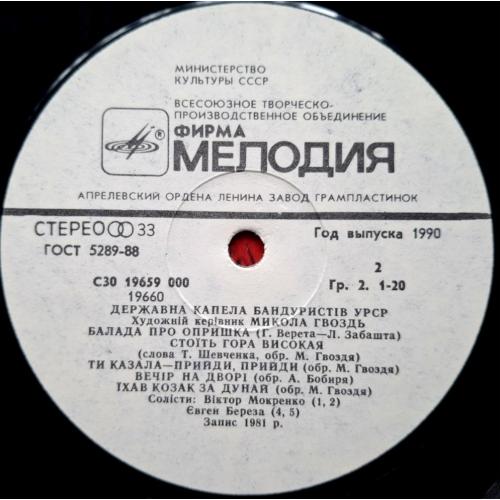 МИНИСТЕРСТВО
КУЛЬТУРЫ СССР
ВСЕСОЮЗНОЕ ТВОРЧЕСКО-
ПРОИЗВОДСТВЕННОЕ ОБЪЕДИНЕНИЕ
®
ФИРМА
МЕЛОДИЯ
АПРЕЛЕВСКИЙ ОРДЕНА ЛЕНИНА ЗАВОД ГРАМПЛАСТИНОК
СТЕРЕО 33
Год выпуска 1990
ГОСТ 5289-88
2
С30 19659 000
Гр. 2. 1-20
19660
ДЕРЖАВНА КАПЕЛА БАНДУРИСТІВ УРСР
Художній керівник МИКОЛА ГВОЗДЬ
БАЛАДА ПРО ОПРИШКА (Г. Верета—Л. Забашта)
СТОЇТЬ ГОРА ВИСОКАЯ
(слова Т. Шевченка, обр. М. Гвоздя)
ТИ КАЗАЛА—ПРИЙДИ, ПРИЙДИ (обр. М. Гвоздя)
ВЕЧІР НА ДВОРІ (обр. А. Бобиря)
ЇХАВ КОЗАК ЗА ДУНАЙ (обр. М. Гвоздя)
Солісти: Віктор Мокренко (1, 2)
Євген Береза (4, 5)
Запис 1981 р.